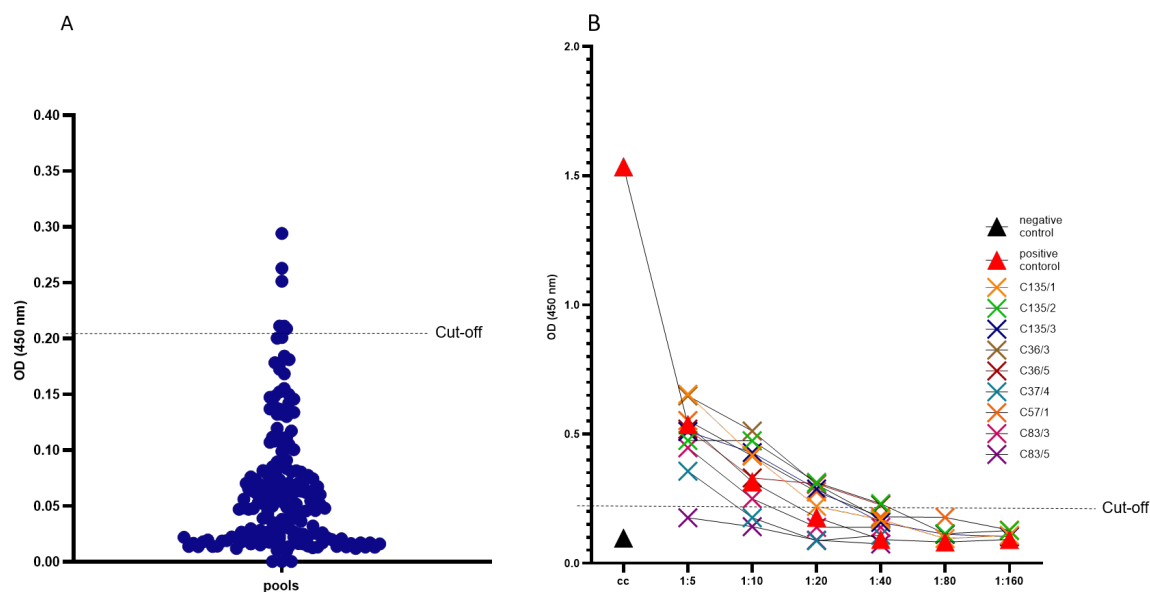 A
0.40
0.35
0.30
0.25
0.20
0.15
0.10
0.05
0.00
OD (450 nm)
Cut-off
pools
B
2.0
1.5
1.0
0.5
0.0
OD (450 nm)
cc
1:5
1:10
1:20
1:40
1:80
1:160
Cut-off
negative
control
positive
contorol
C135/1
C135/2
C135/3
C36/3
C36/5
C37/4
C57/1
C83/3
C83/5